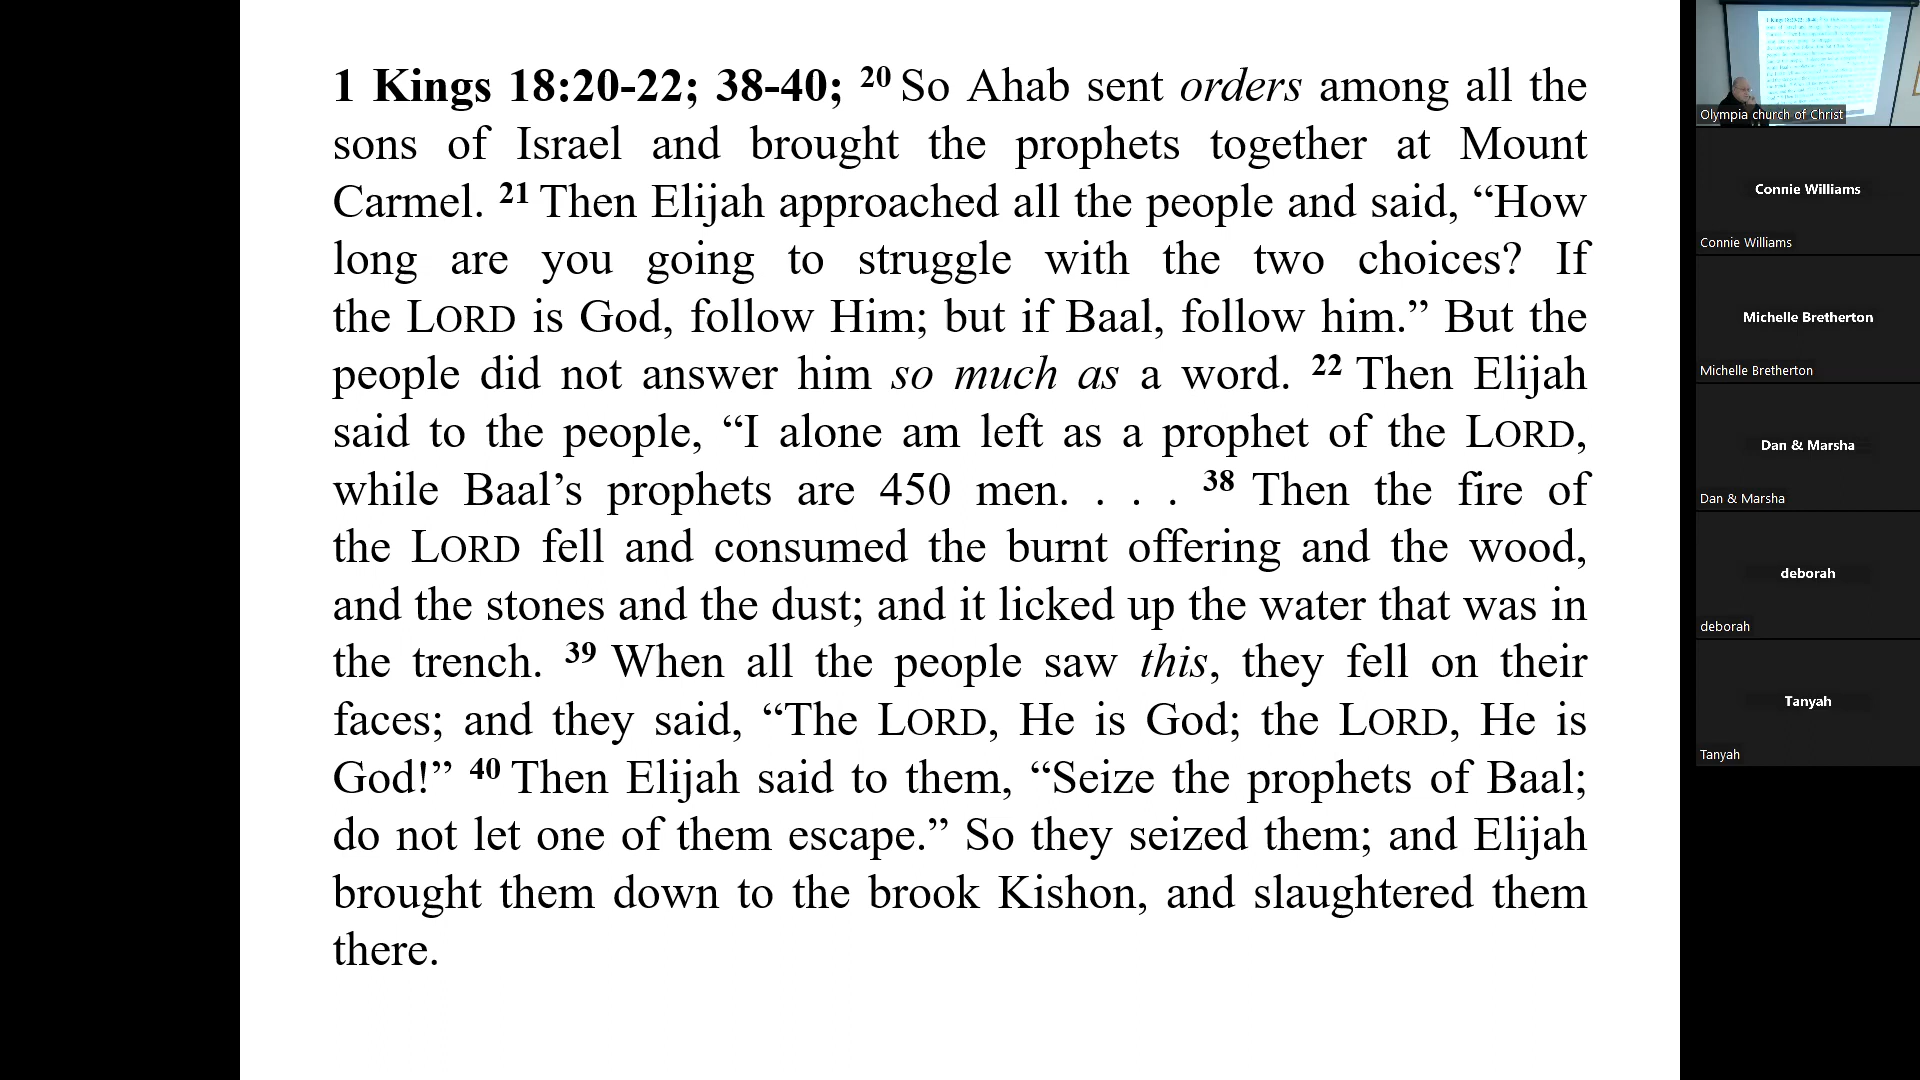 1 Kings 18:20-22; 38-40; 20 So Ahab sent orders among all the
sons of Israel and brought the prophets together at Mount
Carmel. 21 Then Elijah approached all the people and said, “How
long are you going to struggle with the two choices? If
the LORD is God, follow Him; but if Baal, follow him.” But the
people did not answer him so much as a word. 22 Then Elijah
said to the people, “I alone am left as a prophet of the LORD,
while Baal’s prophets are 450 men. . . . 38 Then the fire of
the LORD fell and consumed the burnt offering and the wood,
and the stones and the dust; and it licked up the water that was in
the trench. 39 When all the people saw this, they fell on their
faces; and they said, “The LORD, He is God; the LORD, He is
God!” 40 Then Elijah said to them, “Seize the prophets of Baal;
do not let one of them escape.” So they seized them; and Elijah
brought them down to the brook Kishon, and slaughtered them
there.
Olympia church of Christ
Connie Williams
Connie Williams
Michelle Bretherton
Michelle Bretherton
Dan & Marsha
Dan & Marsha
deborah
deborah
Tanyah
Tanyah